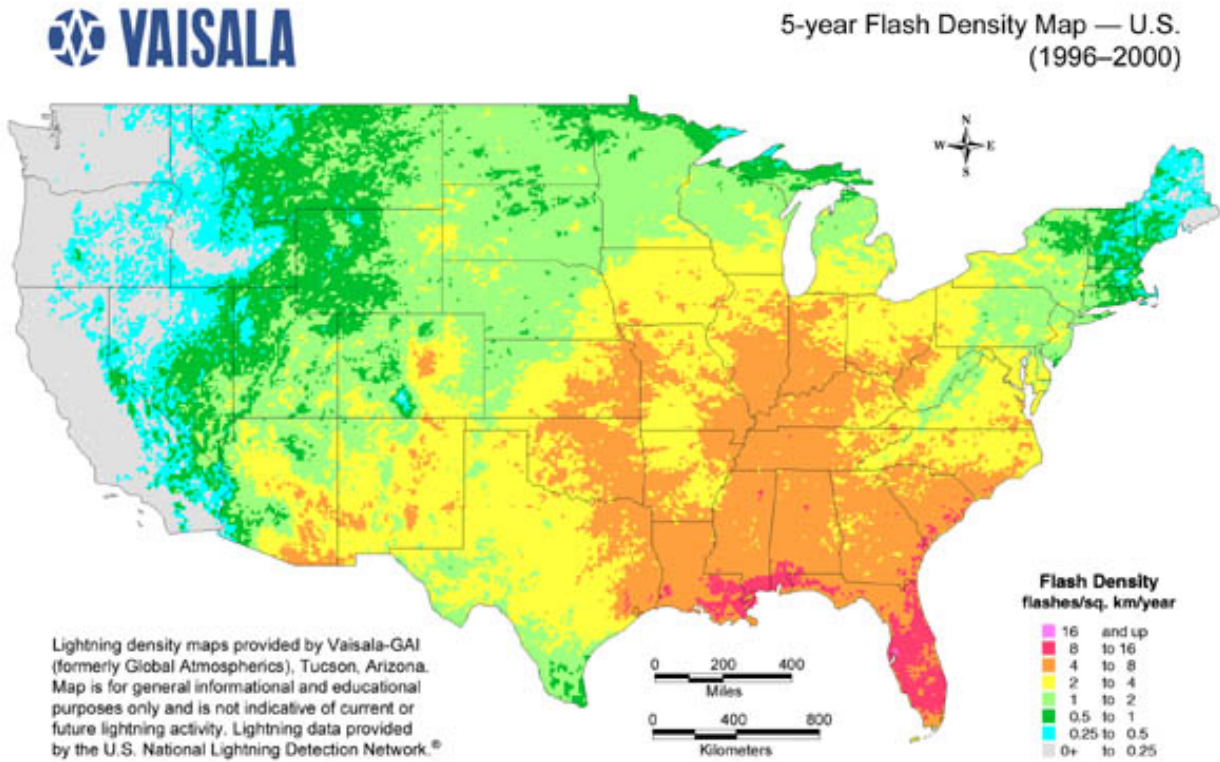 VAISALA
5-year Flash Density Map — U.S.
(1996–2000)
N
W E
S
Flash Density
flashes/sq. km/year
16 and up
8 to 16
4 to 8
2 to 4
1 to 2
0.5 to 1
0.25 to 0.5
0+ to 0.25
0 200 400
Miles
0 400 800
Kilometers
Lightning density maps provided by Vaisala-GAI
(formerly Global Atmospherics), Tucson, Arizona.
Map is for general informational and educational
purposes only and is not indicative of current or
future lightning activity. Lightning data provided
by the U.S. National Lightning Detection Network.®